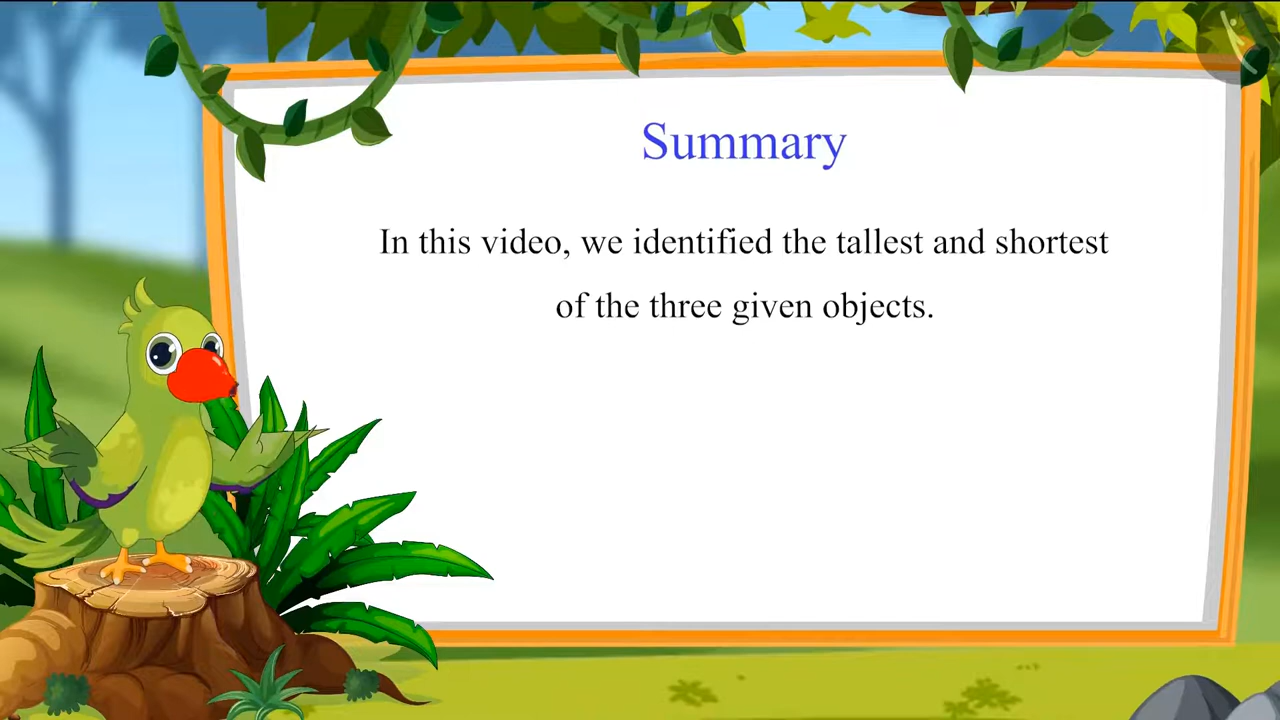 Summary
In this video, we identified the tallest and shortest
of the three given objects.